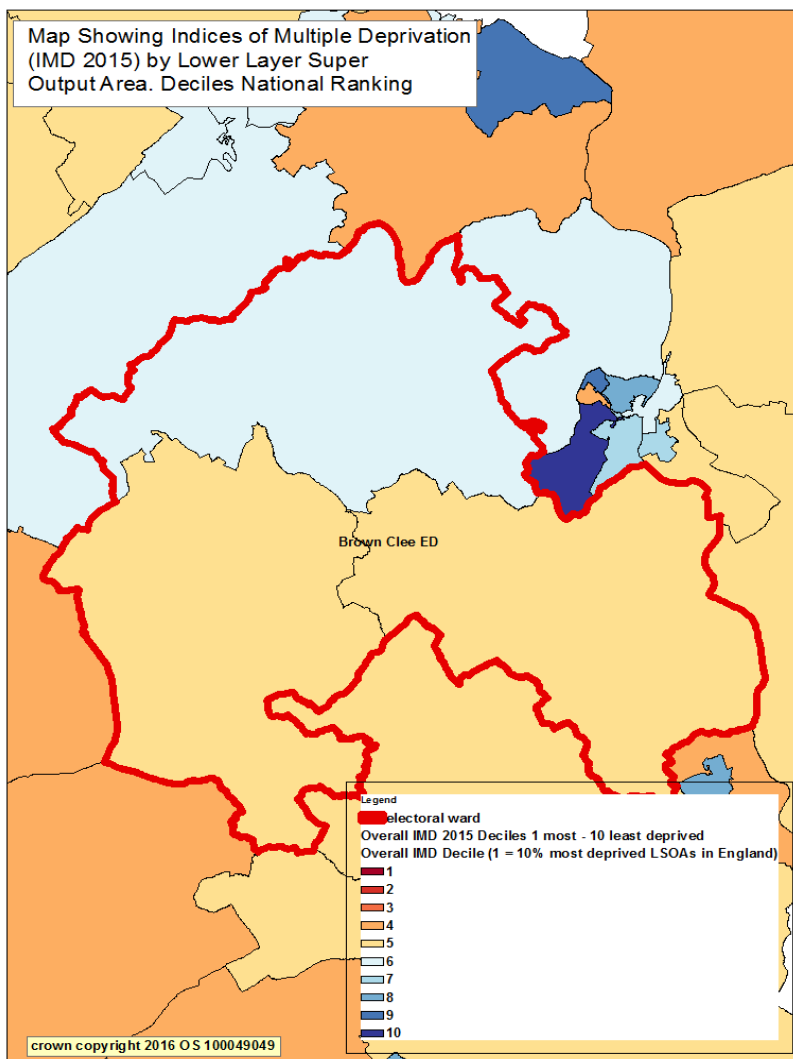 Map Showing Indices of Multiple Deprivation
(IMD 2015) by Lower Layer Super
Output Area. Deciles National Ranking
Brown Clee ED
Legend
electoral ward
Overall IMD 2015 Deciles 1 most - 10 least deprived
Overall IMD Decile (1 = 10% most deprived LSOAs in England)
1
2
3
4
5
6
7
8
9
10
crown copyright 2016 OS 100049049